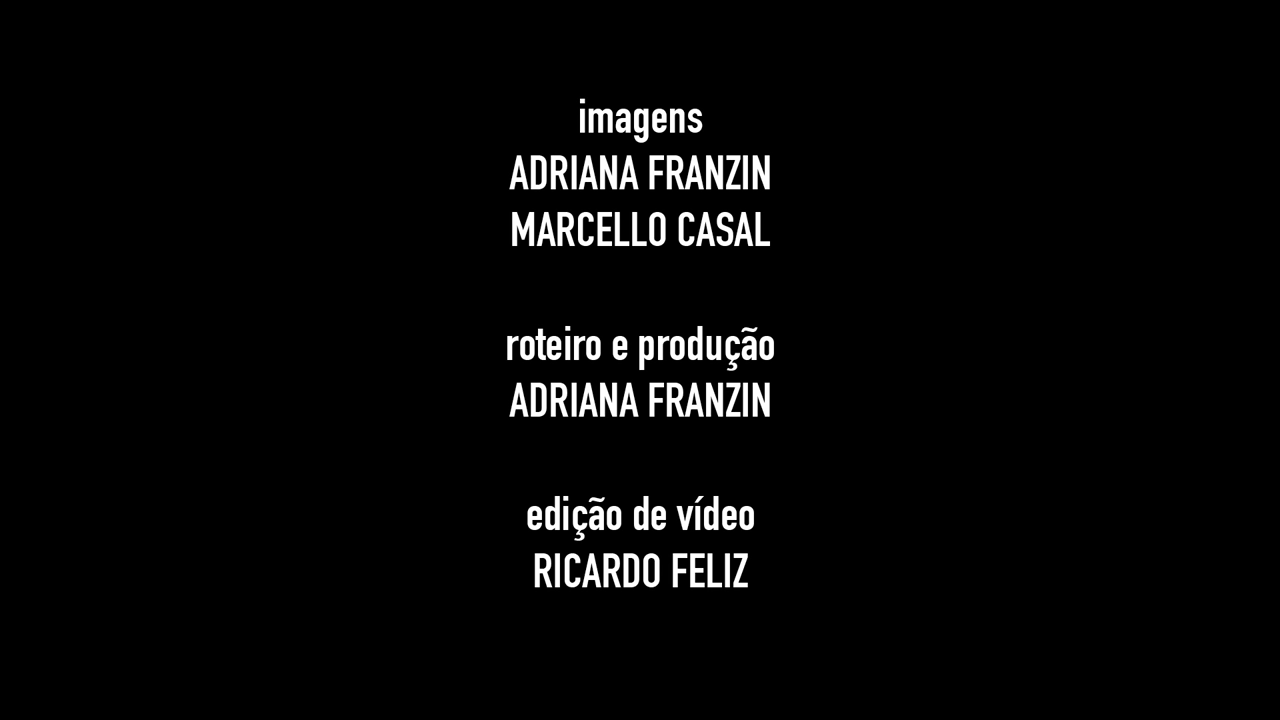 imagens
ADRIANA FRANZIN
MARCELLO CASAL
roteiro e produção
ADRIANA FRANZIN
edição de vídeo
RICARDO FELIZ